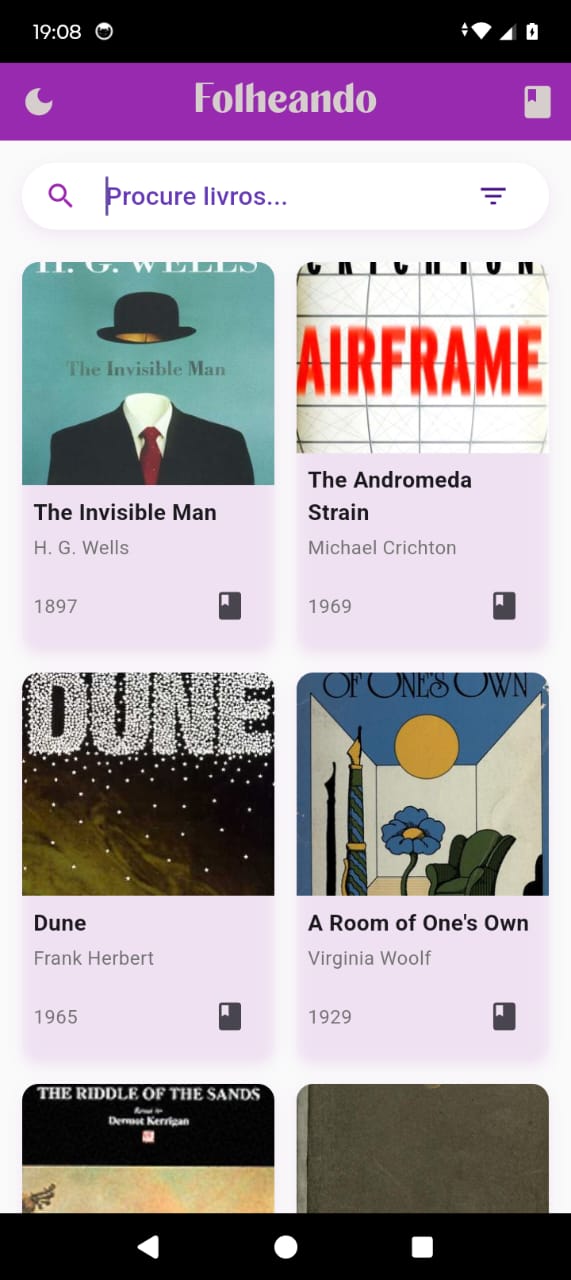 19:08
Folheando
Procure livros...
H. G. WELLS
The Invisible Man
The Invisible Man
H. G. Wells
1897
CRICHTON
AIRFRAME
The Andromeda
Strain
Michael Crichton
1969
DUNE
Dune
Frank Herbert
1965
OF ONE'S OWN
A Room of One's Own
Virginia Woolf
1929
THE RIDDLE OF THE SANDS
Dermot Kerrigan